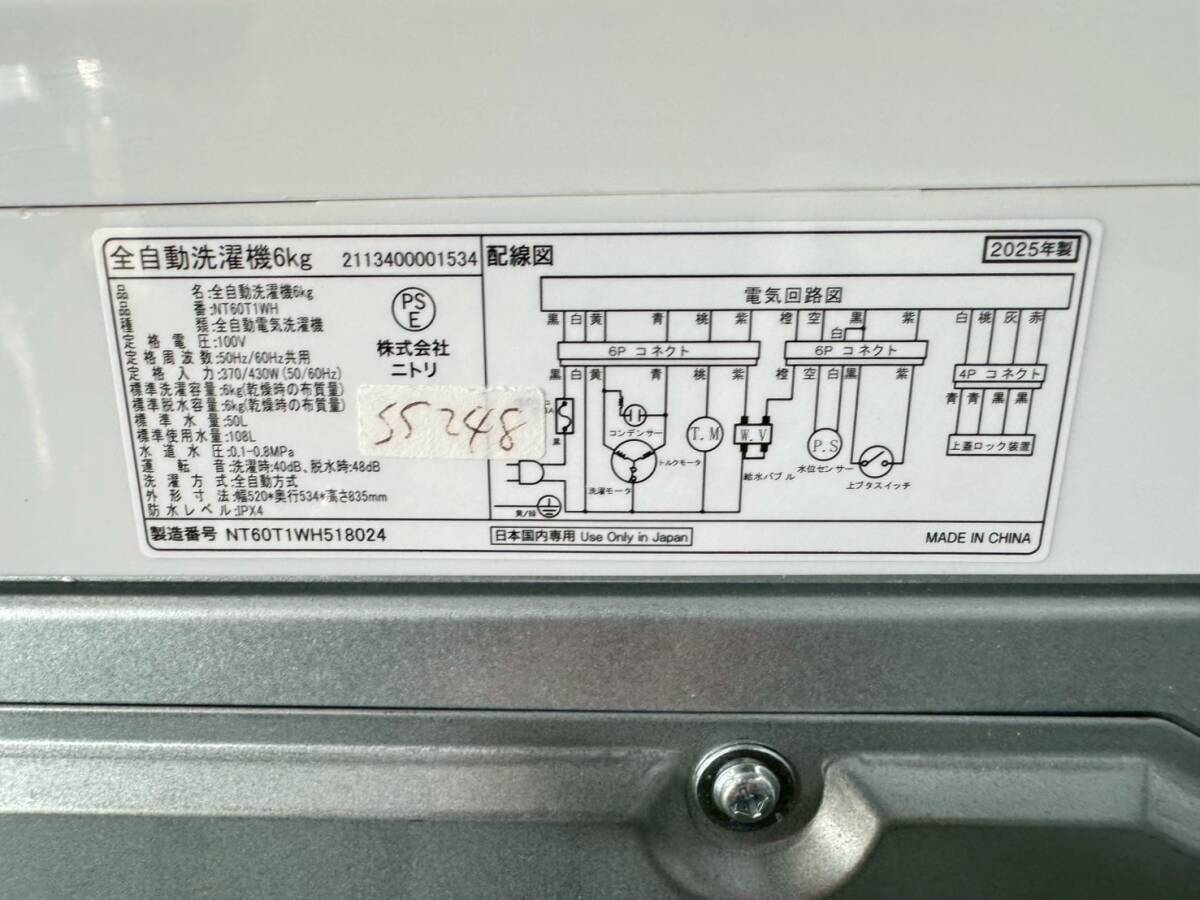 全自動洗濯機6kg 2113400001534
品名:全自動洗濯機6kg
品番:NT60T1WH
種類:全自動電気洗濯機
定格電圧:100V
定格周波数:50Hz/60Hz共用
定格入力:370/430W(50/60Hz)
標準洗濯容量:6kg(乾燥時の布質量)
標準脱水容量:6kg(乾燥時の布質量)
標準水量:50L
標準使用水量:108L
水道水圧:0.1-0.8MPa
運転音:洗濯時:40dB、脱水時:48dB
洗濯方式:全自動方式
外形寸法:幅520*奥行534*高さ835mm
防水レベル:IPX4
PS
E
株式会社
ニトリ
SS248
製造番号 NT60T1WH518024
配線図
2025年製
電気回路図
黒 白 黄 青 桃 紫 橙 空 黒 紫 白 桃 灰 赤
白
6P コネクト
6P コネクト
4P コネクト
黒 白 黄 青 桃 紫 橙 空 白 黒 紫
青 青 黒 黒
黒
コンデンサー
T.M
W.V
P.S
上蓋ロック装置
トルクモータ
水位センサー
給水バブル
上ブタスイッチ
洗濯モータ
黄/緑
日本国内専用 Use Only in Japan
MADE IN CHINA